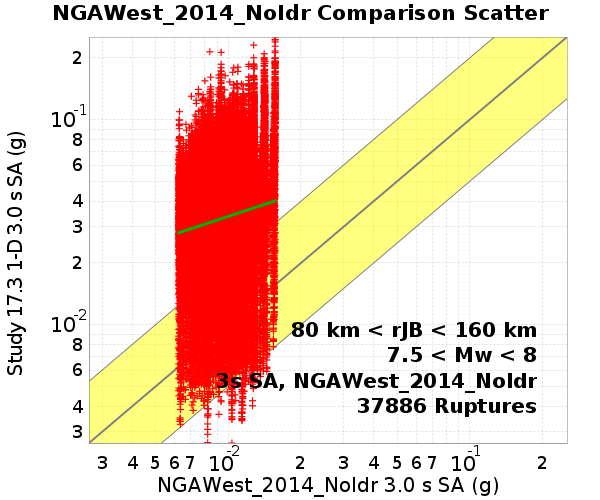 NGAWest_2014_NoIdr Comparison Scatter
Study 17.3 1-D 3.0 s SA (g)
2
10^-1
8
6
4
3
2
10^-2
8
6
4
3
80 km < rJB < 160 km
7.5 < Mw < 8
3s SA, NGAWest_2014_NoIdr
37886 Ruptures
3 4 5 6 7 10^-2 2 3 4 5 6 7 10^-1 2
NGAWest_2014_NoIdr 3.0 s SA (g)